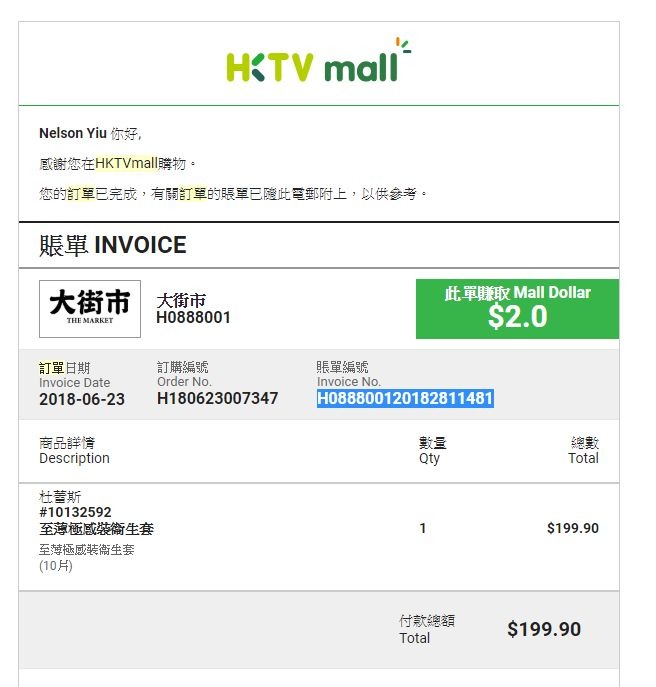 HKTV mall
Nelson Yiu 你好,
感謝您在HKTVmall購物。
您的訂單已完成，有關訂單的賬單已隨此電郵附上，以供參考。
賬單 INVOICE
大街市
THE MARKET
大街市
H0888001
此單賺取 Mall Dollar
$2.0
訂單日期
Invoice Date
2018-06-23
訂購編號
Order No.
H180623007347
賬單編號
Invoice No.
H088800120182811481
商品詳情
Description
數量
Qty
總數
Total
杜蕾斯
#10132592
至薄極感裝衞生套
1
$199.90
至薄極感裝衞生套
(10片)
付款總額
Total
$199.90